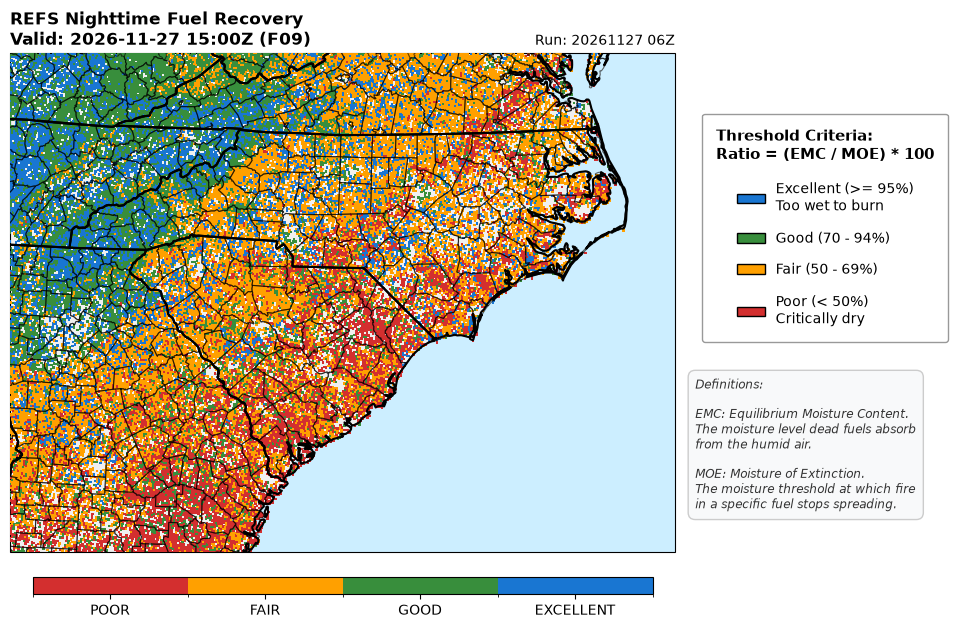 REFS Nighttime Fuel Recovery
Valid: 2026-11-27 15:00Z (F09)
Run: 20261127 06Z
Threshold Criteria:
Ratio = (EMC / MOE) * 100
Excellent (>= 95%)
Too wet to burn
Good (70 - 94%)
Fair (50 - 69%)
Poor (< 50%)
Critically dry
Definitions:
EMC: Equilibrium Moisture Content.
The moisture level dead fuels absorb
from the humid air.
MOE: Moisture of Extinction.
The moisture threshold at which fire
in a specific fuel stops spreading.
POOR FAIR GOOD EXCELLENT